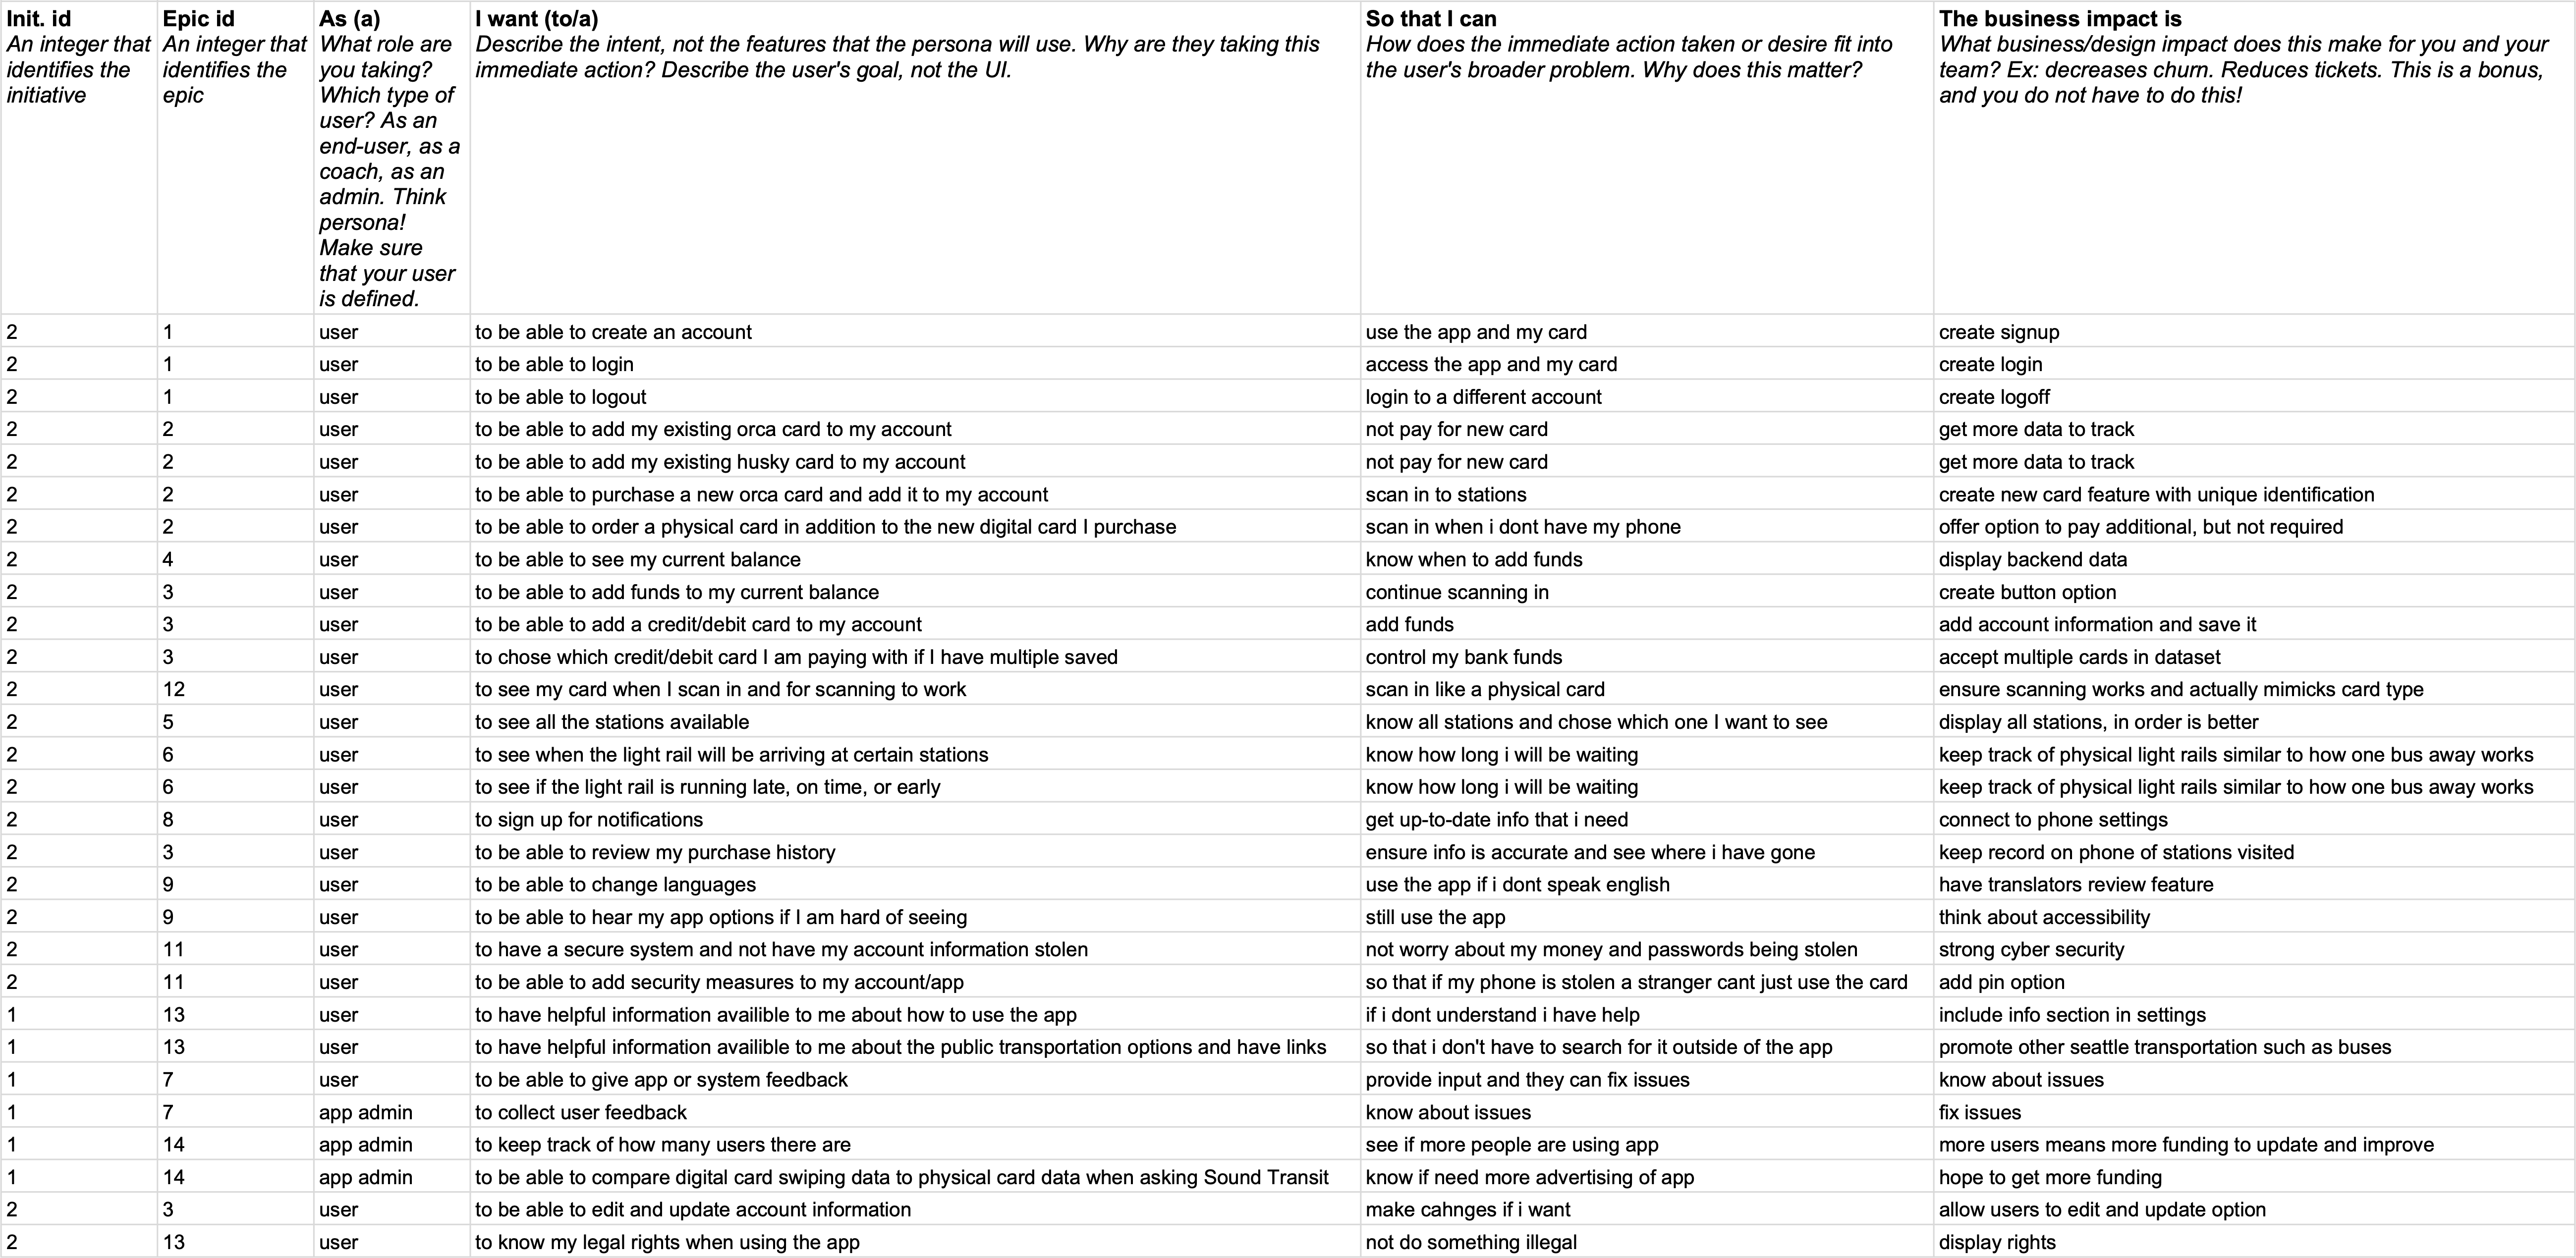 Init. id Epic id As (a) I want (to/a) So that I can The business impact is
An integer that An integer that What role are Describe the intent, not the features that the persona will use. Why are they taking this How does the immediate action taken or desire fit into What business/design impact does this make for you and your
identifies the identifies the you taking? immediate action? Describe the user's goal, not the UI. the user's broader problem. Why does this matter? team? Ex: decreases churn. Reduces tickets. This is a bonus,
initiative epic Which type of and you do not have to do this!
user? As an
end-user, as a
coach, as an
admin. Think
persona!
Make sure
that your user
is defined.
2 1 user to be able to create an account use the app and my card create signup
2 1 user to be able to login access the app and my card create login
2 1 user to be able to logout login to a different account create logoff
2 2 user to be able to add my existing orca card to my account not pay for new card get more data to track
2 2 user to be able to add my existing husky card to my account not pay for new card get more data to track
2 2 user to be able to purchase a new orca card and add it to my account scan in to stations create new card feature with unique identification
2 2 user to be able to order a physical card in addition to the new digital card I purchase scan in when i dont have my phone offer option to pay additional, but not required
2 4 user to be able to see my current balance know when to add funds display backend data
2 3 user to be able to add funds to my current balance continue scanning in create button option
2 3 user to be able to add a credit/debit card to my account add funds add account information and save it
2 3 user to chose which credit/debit card I am paying with if I have multiple saved control my bank funds accept multiple cards in dataset
2 12 user to see my card when I scan in and for scanning to work scan in like a physical card ensure scanning works and actually mimicks card type
2 5 user to see all the stations available know all stations and chose which one I want to see display all stations, in order is better
2 6 user to see when the light rail will be arriving at certain stations know how long i will be waiting keep track of physical light rails similar to how one bus away works
2 6 user to see if the light rail is running late, on time, or early know how long i will be waiting keep track of physical light rails similar to how one bus away works
2 8 user to sign up for notifications get up-to-date info that i need connect to phone settings
2 3 user to be able to review my purchase history ensure info is accurate and see where i have gone keep record on phone of stations visited
2 9 user to be able to change languages use the app if i dont speak english have translators review feature
2 9 user to be able to hear my app options if I am hard of seeing still use the app think about accessibility
2 11 user to have a secure system and not have my account information stolen not worry about my money and passwords being stolen strong cyber security
2 11 user to be able to add security measures to my account/app so that if my phone is stolen a stranger cant just use the card add pin option
1 13 user to have helpful information availible to me about how to use the app if i dont understand i have help include info section in settings
1 13 user to have helpful information availible to me about the public transportation options and have links so that i don't have to search for it outside of the app promote other seattle transportation such as buses
1 7 user to be able to give app or system feedback provide input and they can fix issues know about issues
1 7 app admin to collect user feedback know about issues fix issues
1 14 app admin to keep track of how many users there are see if more people are using app more users means more funding to update and improve
1 14 app admin to be able to compare digital card swiping data to physical card data when asking Sound Transit know if need more advertising of app hope to get more funding
2 3 user to be able to edit and update account information make cahnges if i want allow users to edit and update option
2 13 user to know my legal rights when using the app not do something illegal display rights